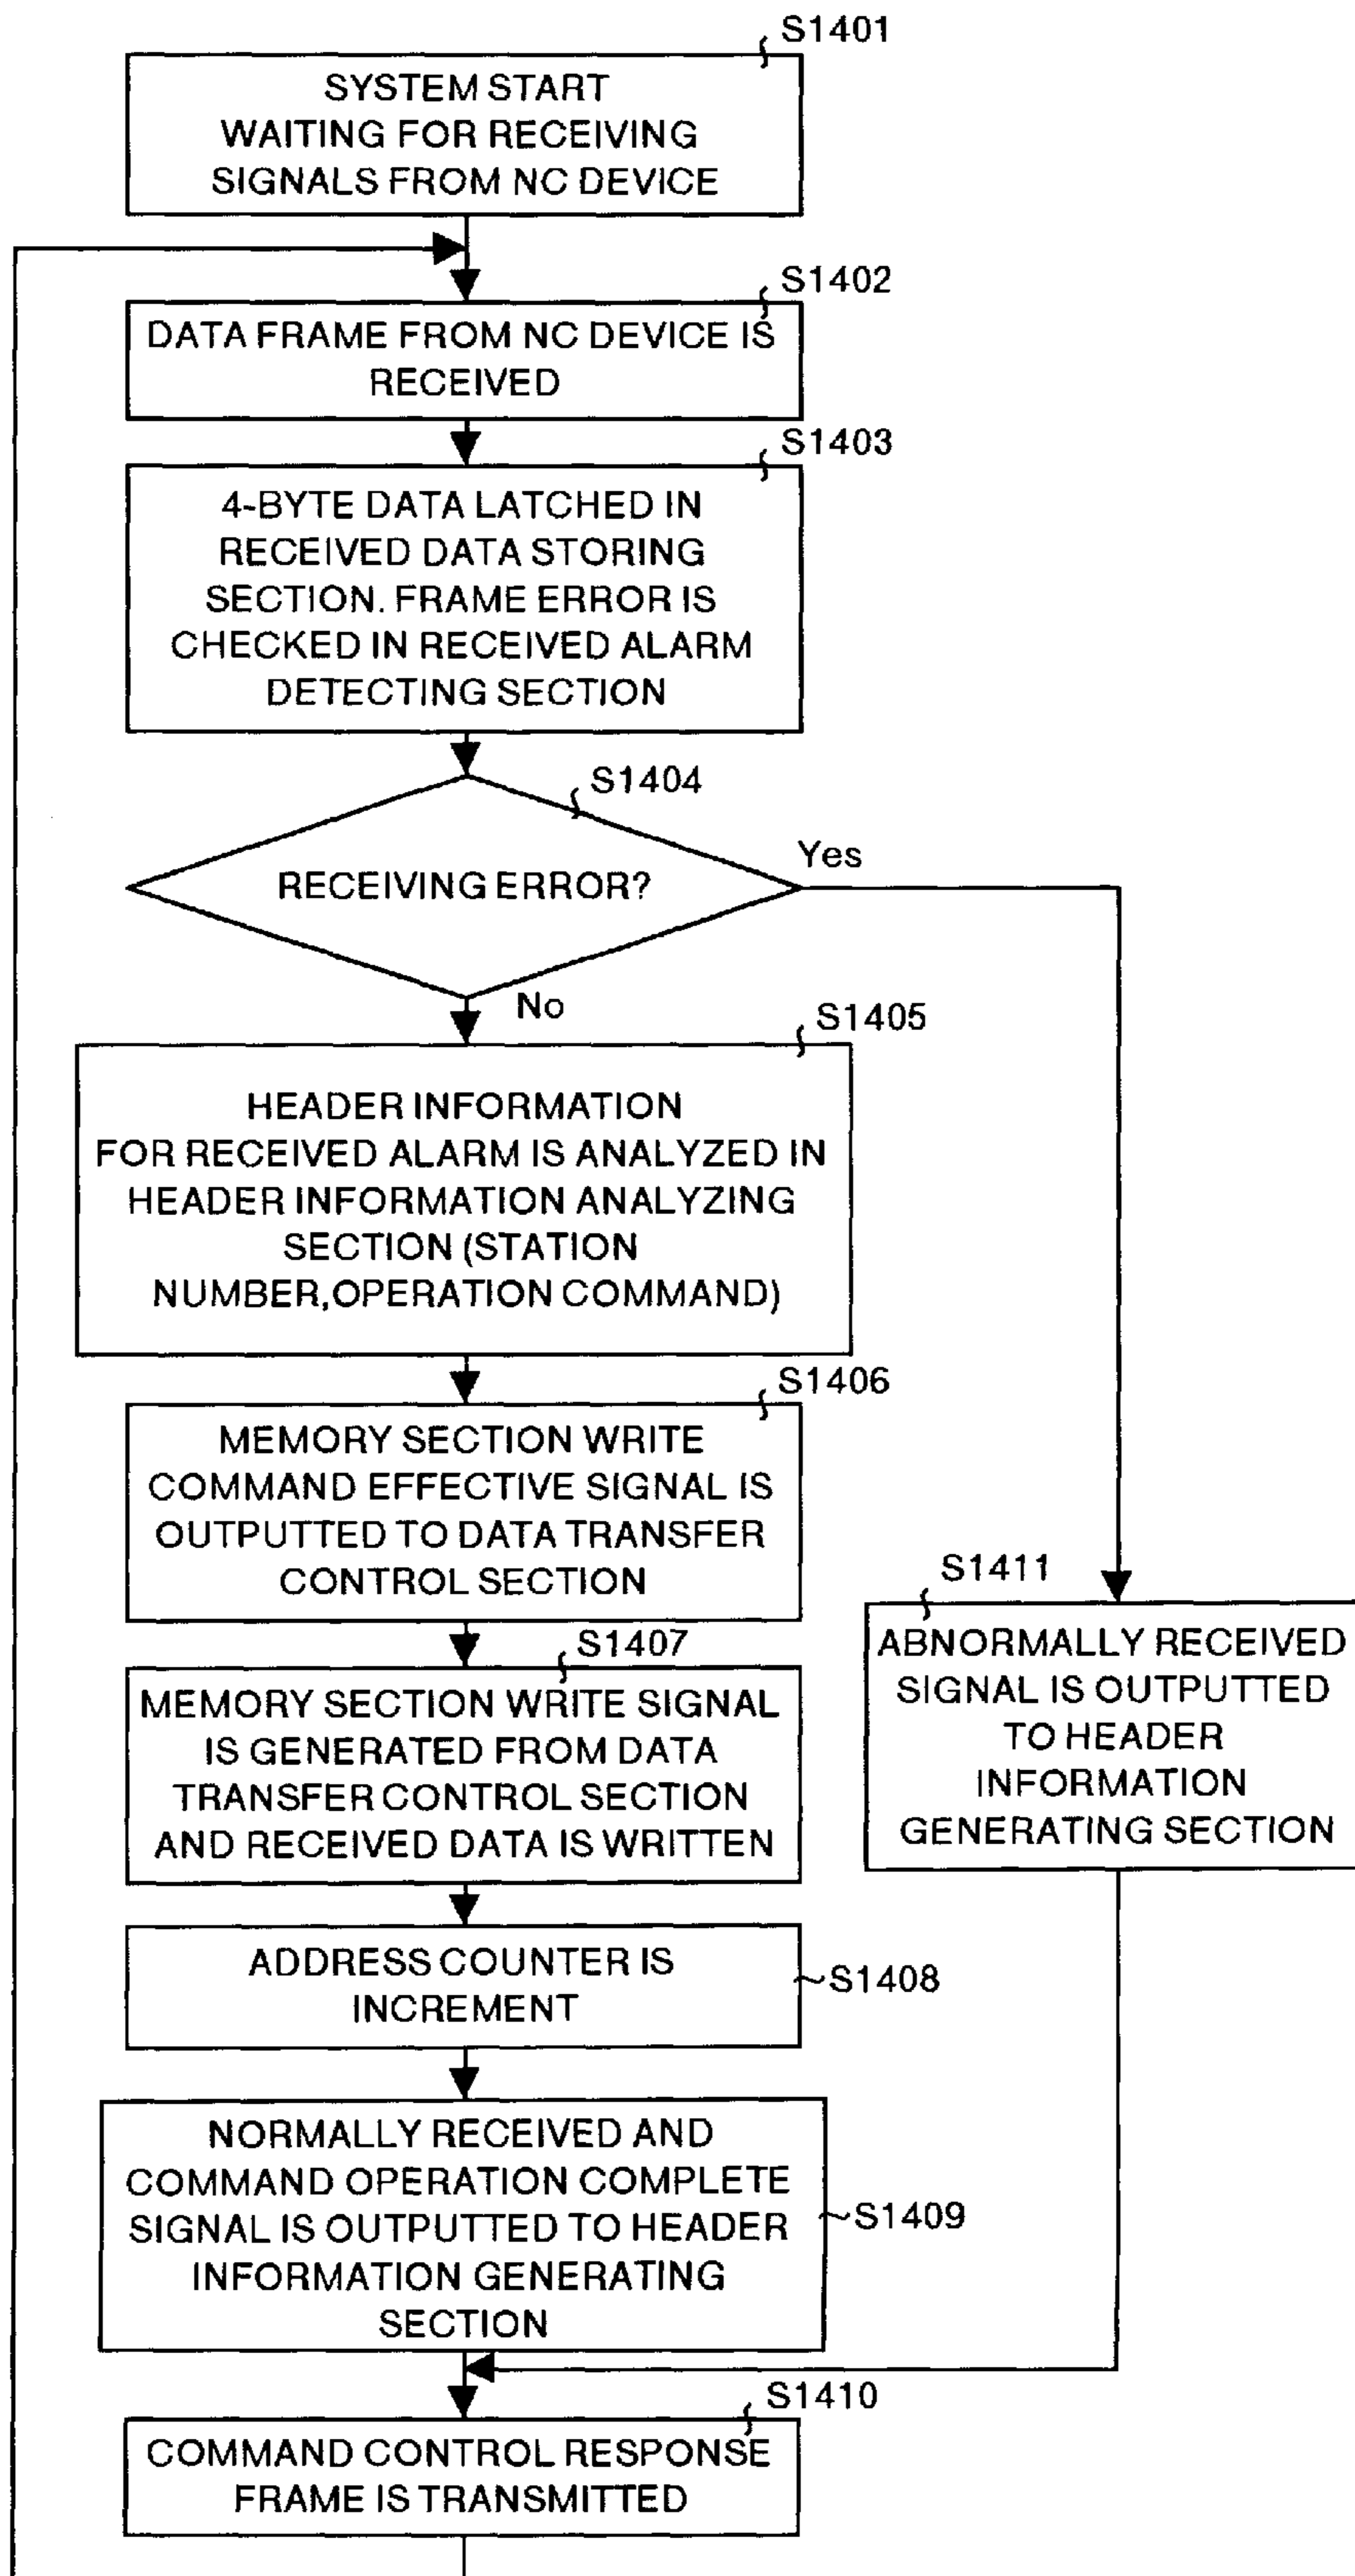 S1401
SYSTEM START
WAITING FOR RECEIVING
SIGNALS FROM NC DEVICE
S1402
DATA FRAME FROM NC DEVICE IS
RECEIVED
S1403
4-BYTE DATA LATCHED IN
RECEIVED DATA STORING
SECTION. FRAME ERROR IS
CHECKED IN RECEIVED ALARM
DETECTING SECTION
S1404
RECEIVING ERROR?
Yes
No
S1405
HEADER INFORMATION
FOR RECEIVED ALARM IS ANALYZED IN
HEADER INFORMATION ANALYZING
SECTION (STATION
NUMBER,OPERATION COMMAND)
S1406
MEMORY SECTION WRITE
COMMAND EFFECTIVE SIGNAL IS
OUTPUTTED TO DATA TRANSFER
CONTROL SECTION
S1407
MEMORY SECTION WRITE SIGNAL
IS GENERATED FROM DATA
TRANSFER CONTROL SECTION
AND RECEIVED DATA IS WRITTEN
S1411
ABNORMALLY RECEIVED
SIGNAL IS OUTPUTTED
TO HEADER
INFORMATION
GENERATING SECTION
ADDRESS COUNTER IS
INCREMENT
S1408
NORMALLY RECEIVED AND
COMMAND OPERATION COMPLETE
SIGNAL IS OUTPUTTED TO HEADER
INFORMATION GENERATING
SECTION
S1409
S1410
COMMAND CONTROL RESPONSE
FRAME IS TRANSMITTED